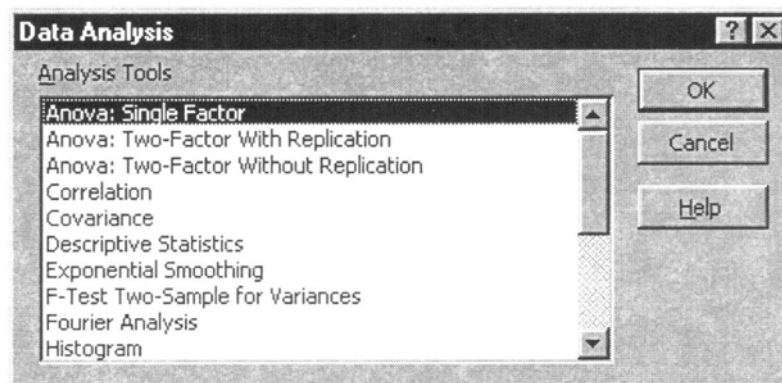 Data Analysis
? X
Analysis Tools
Anova: Single Factor
Anova: Two-Factor With Replication
Anova: Two-Factor Without Replication
Correlation
Covariance
Descriptive Statistics
Exponential Smoothing
F-Test Two-Sample for Variances
Fourier Analysis
Histogram
OK
Cancel
Help